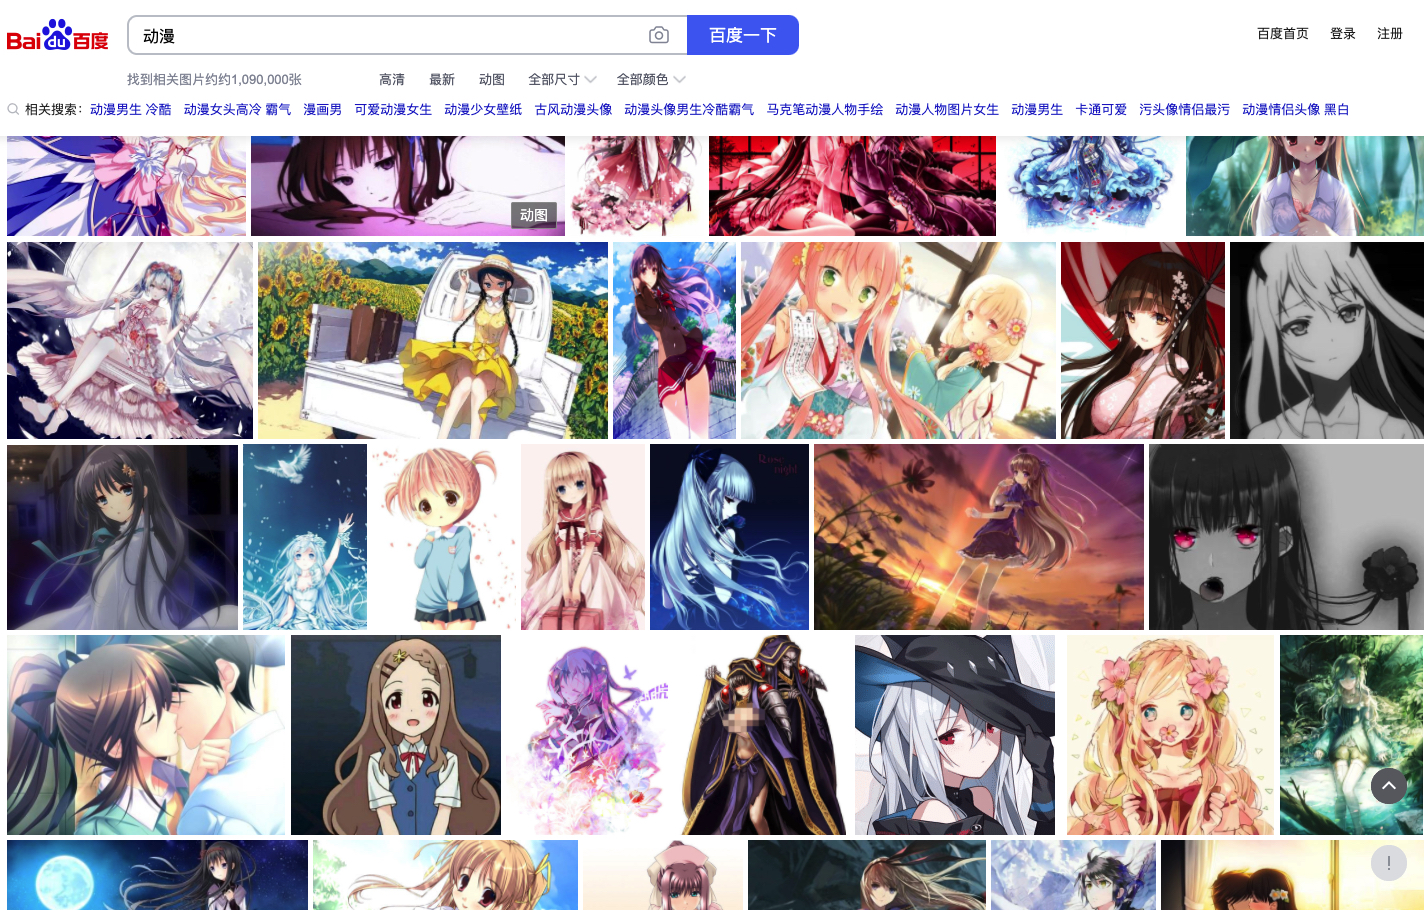 Bai du 百度
动漫
百度一下
百度首页 登录 注册
找到相关图片约约1,090,000张
高清 最新 动图 全部尺寸 全部颜色
相关搜索: 动漫男生 冷酷 动漫女头高冷 霸气 漫画男 可爱动漫女生 动漫少女壁纸 古风动漫头像 动漫头像男生冷酷霸气 马克笔动漫人物手绘 动漫人物图片女生 动漫男生 卡通可爱 污头像情侣最污 动漫情侣头像 黑白
动图
Rose
night